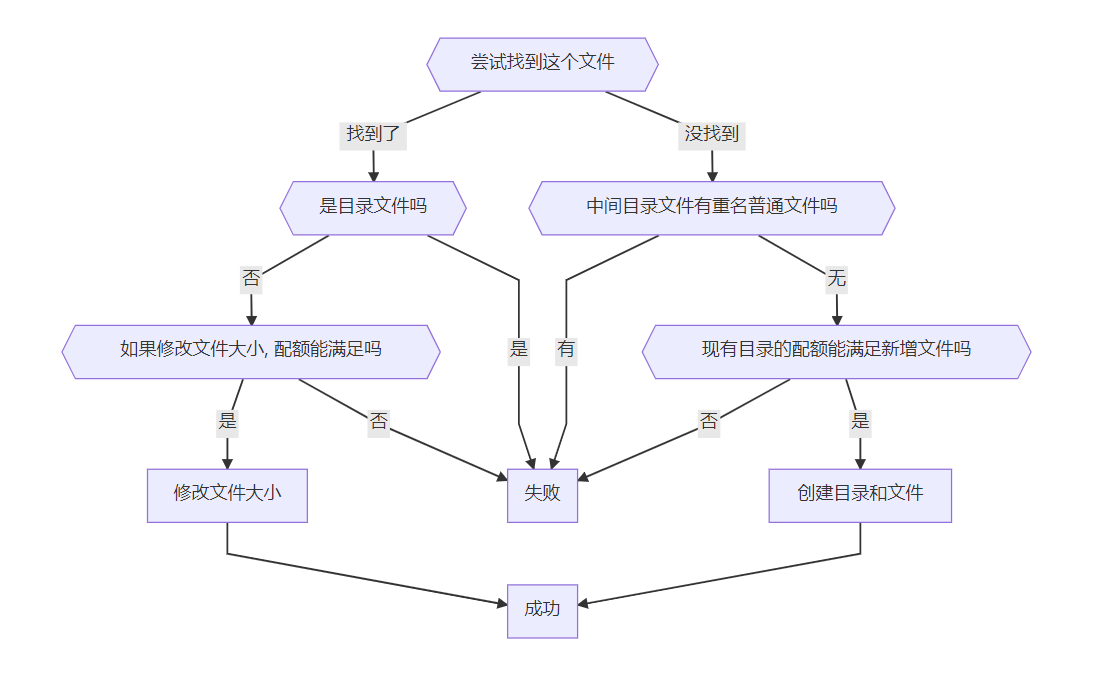 尝试找到这个文件
找到了
没找到
是目录文件吗
中间目录文件有重名普通文件吗
否
无
如果修改文件大小, 配额能满足吗
是
有
现有目录的配额能满足新增文件吗
是
否
否
是
修改文件大小
失败
创建目录和文件
成功